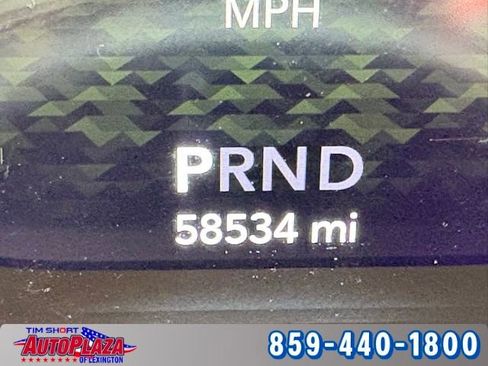 MPH
PRND
58534 mi
TIM SHORT
AUTOPLAZA
OF LEXINGTON
859-440-1800